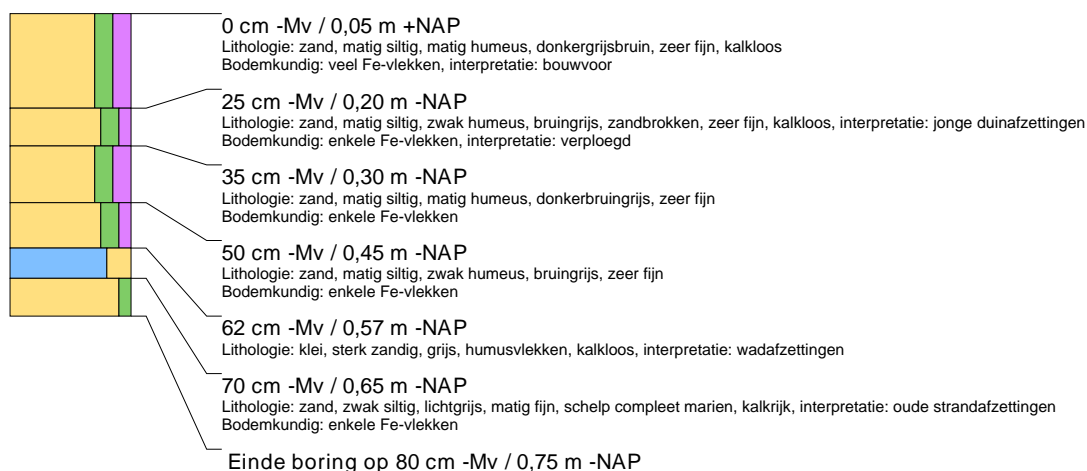 0 cm -Mv / 0,05 m +NAP
Lithologie: zand, matig siltig, matig humeus, donkergrijsbruin, zeer fijn, kalkloos
Bodemkundig: veel Fe-vlekken, interpretatie: bouwvoor
25 cm -Mv / 0,20 m -NAP
Lithologie: zand, matig siltig, zwak humeus, bruingrijs, zandbrokken, zeer fijn, kalkloos, interpretatie: jonge duinafzettingen
Bodemkundig: enkele Fe-vlekken, interpretatie: verploegd
35 cm -Mv / 0,30 m -NAP
Lithologie: zand, matig siltig, matig humeus, donkerbruingrijs, zeer fijn
Bodemkundig: enkele Fe-vlekken
50 cm -Mv / 0,45 m -NAP
Lithologie: zand, matig siltig, zwak humeus, bruingrijs, zeer fijn
Bodemkundig: enkele Fe-vlekken
62 cm -Mv / 0,57 m -NAP
Lithologie: klei, sterk zandig, grijs, humusvlekken, kalkloos, interpretatie: wadafzettingen
70 cm -Mv / 0,65 m -NAP
Lithologie: zand, zwak siltig, lichtgrijs, matig fijn, schelp compleet marien, kalkrijk, interpretatie: oude strandafzettingen
Bodemkundig: enkele Fe-vlekken
Einde boring op 80 cm -Mv / 0,75 m -NAP